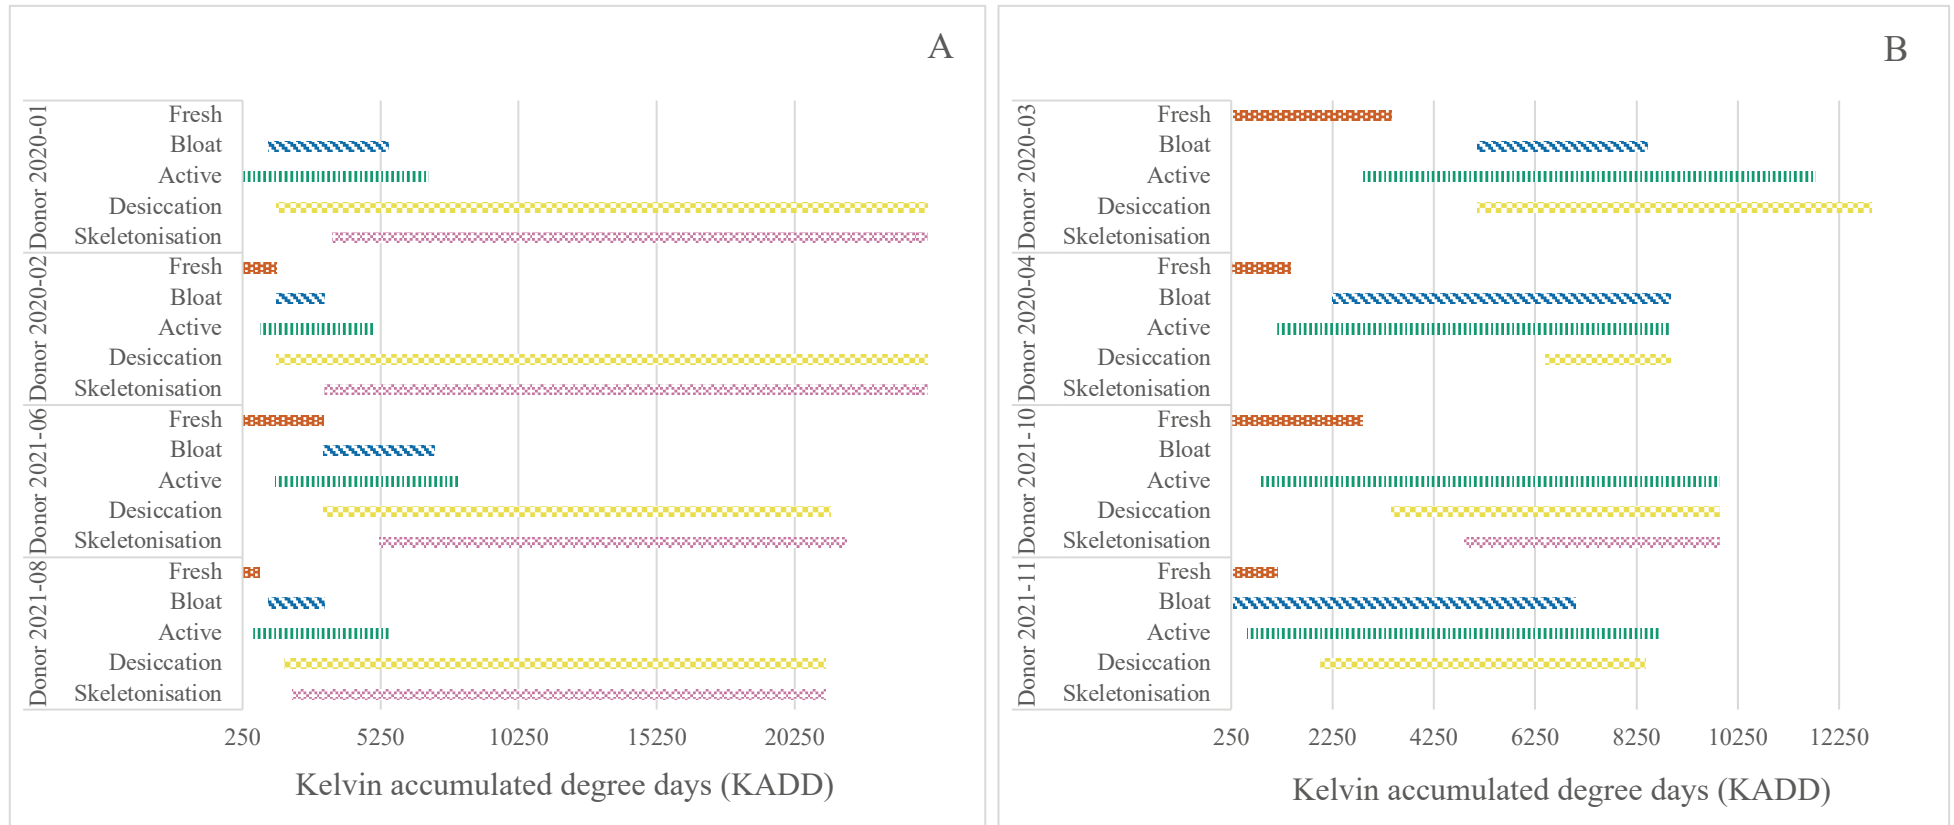 A
Donor 2020-01
Fresh
Bloat
Active
Desiccation
Skeletonisation
Donor 2020-02
Fresh
Bloat
Active
Desiccation
Skeletonisation
Donor 2021-06
Fresh
Bloat
Active
Desiccation
Skeletonisation
Donor 2021-08
Fresh
Bloat
Active
Desiccation
Skeletonisation
250 5250 10250 15250 20250
Kelvin accumulated degree days (KADD)
B
Donor 2020-03
Fresh
Bloat
Active
Desiccation
Skeletonisation
Donor 2020-04
Fresh
Bloat
Active
Desiccation
Skeletonisation
Donor 2021-10
Fresh
Bloat
Active
Desiccation
Skeletonisation
Donor 2021-11
Fresh
Bloat
Active
Desiccation
Skeletonisation
250 2250 4250 6250 8250 10250 12250
Kelvin accumulated degree days (KADD)